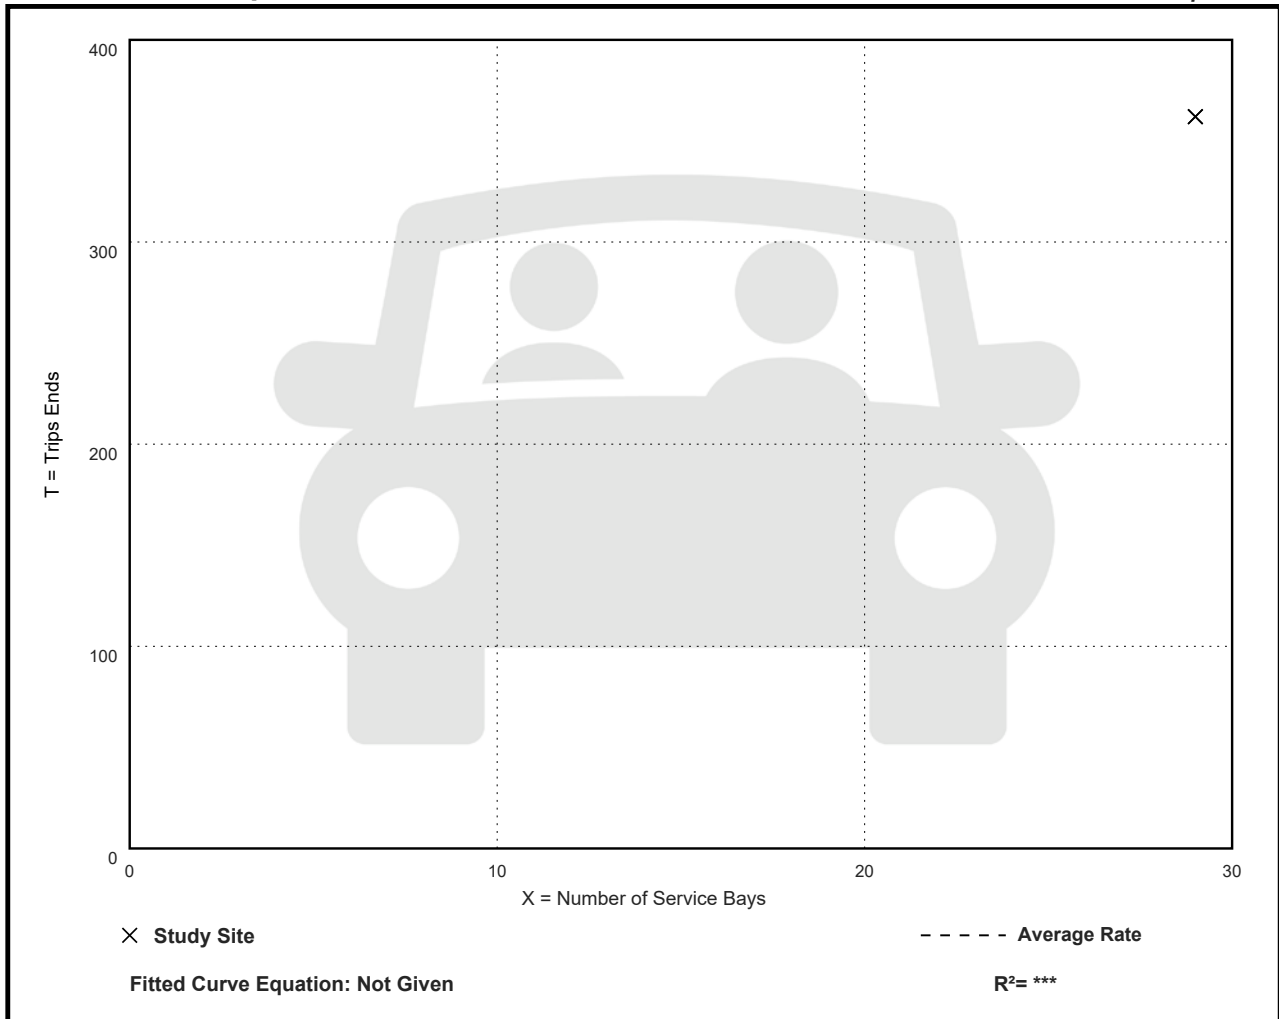 400
300
200
100
0
T = Trips Ends
0 10 20 30
X = Number of Service Bays
Study Site
Average Rate
Fitted Curve Equation: Not Given
R²= ***